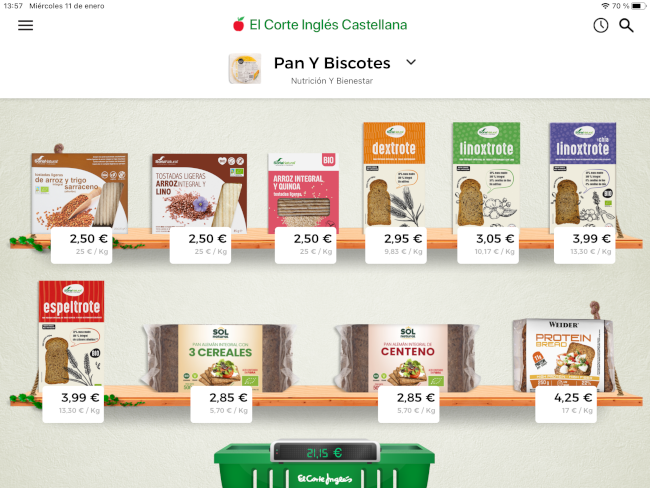 13:57 Miércoles 11 de enero 70 %
El Corte Inglés Castellana
Pan Y Biscotes
Nutrición Y Bienestar
tostadas ligeras
de arroz y trigo
sarraceno
TOSTADAS LIGERAS
ARROZ INTEGRAL Y
LINO
BIO
ARROZ INTEGRAL
Y QUINOA
tostadas ligeras
dextrote
linoxtrote
linoxtrote
2,50 €
25 € / Kg
2,50 €
25 € / Kg
2,50 €
25 € / Kg
2,95 €
9,83 € / Kg
3,05 €
10,17 € / Kg
3,99 €
13,30 € / Kg
espeltrote
BIO
SOL
natural
PAN ALEMÁN INTEGRAL CON
3 CEREALES
SOL
natural
PAN ALEMÁN INTEGRAL DE
CENTENO
WEIDER
PROTEIN
BREAD
3,99 €
13,30 € / Kg
2,85 €
5,70 € / Kg
2,85 €
5,70 € / Kg
4,25 €
17 € / Kg
21,15 €
El Corte Inglés